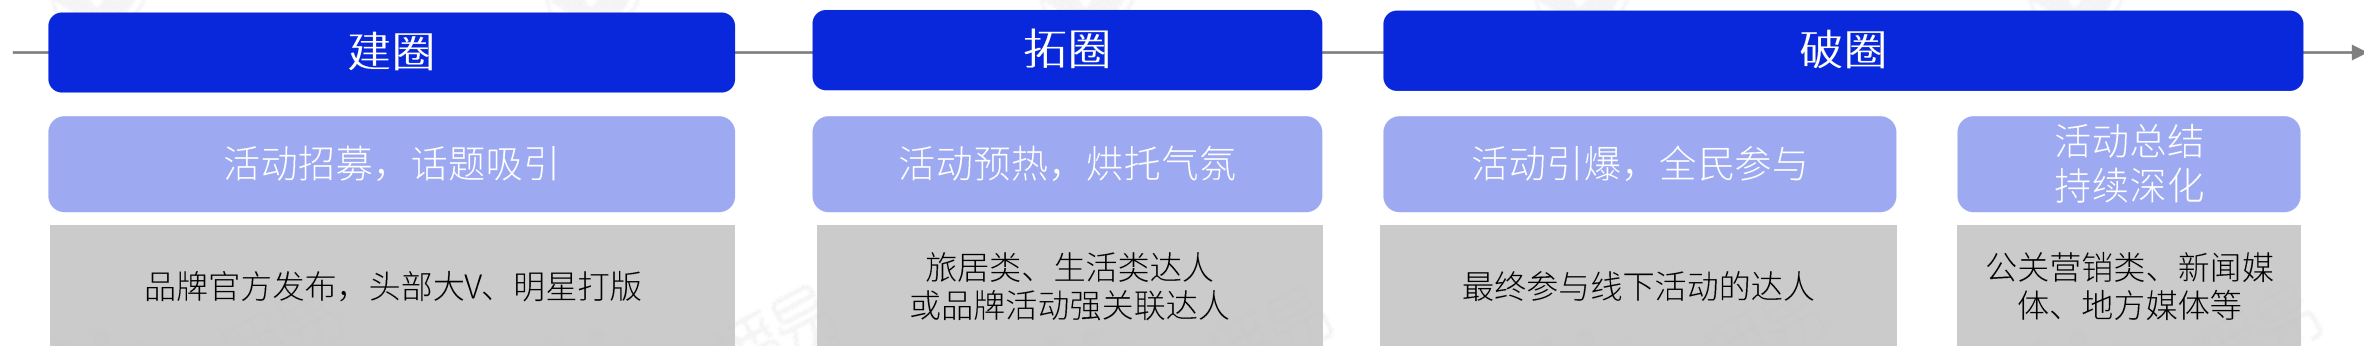 建圈
拓圈
破圈
活动招募，话题吸引
活动预热，烘托气氛
活动引爆，全民参与
活动总结
持续深化
品牌官方发布，头部大V、明星打版
旅居类、生活类达人
或品牌活动强关联达人
最终参与线下活动的达人
公关营销类、新闻媒
体、地方媒体等